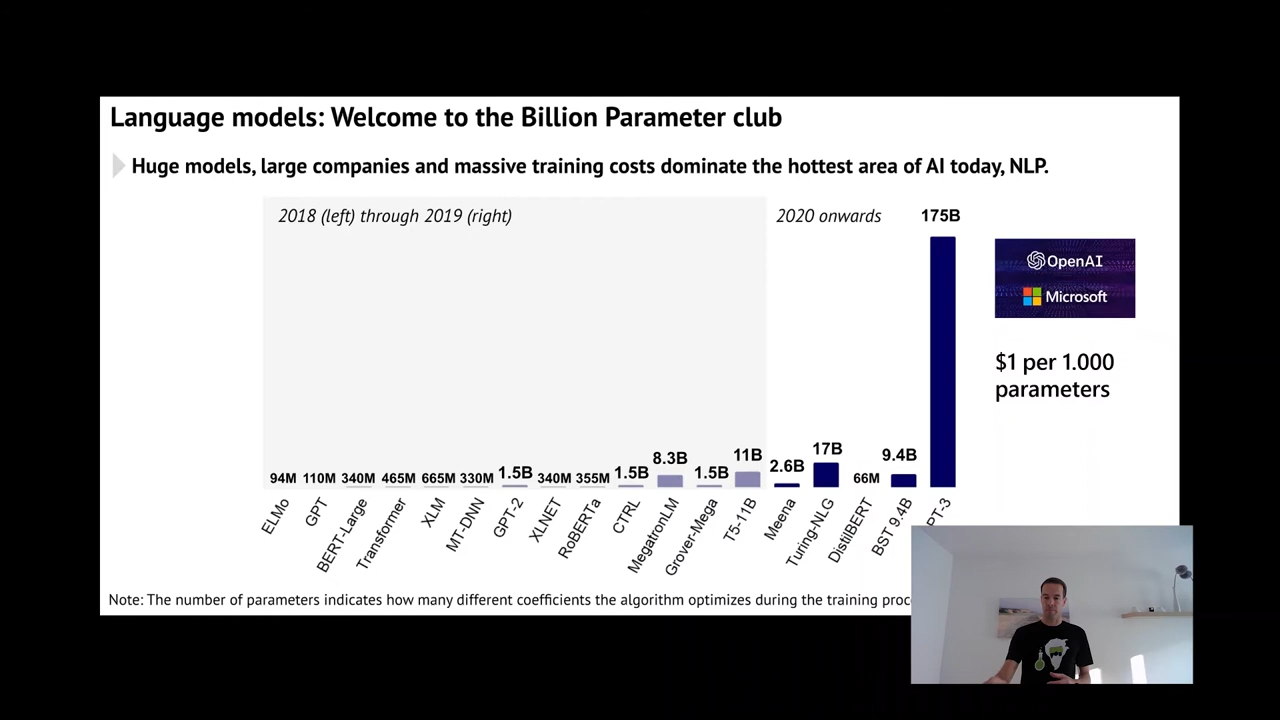 Language models: Welcome to the Billion Parameter club
Huge models, large companies and massive training costs dominate the hottest area of AI today, NLP.
2018 (left) through 2019 (right)
2020 onwards
175B
OpenAI
Microsoft
$1 per 1.000
parameters
94M
110M
340M
465M
665M
330M
1.5B
340M
355M
1.5B
8.3B
1.5B
11B
2.6B
17B
66M
9.4B
ELMo
GPT
BERT-Large
Transformer
XLM
MT-DNN
GPT-2
XLNET
RoBERTa
CTRL
MegatronLM
Grover-Mega
T5-11B
Meena
Turing-NLG
DistilBERT
BST 9.4B
PT-3
Note: The number of parameters indicates how many different coefficients the algorithm optimizes during the training proc